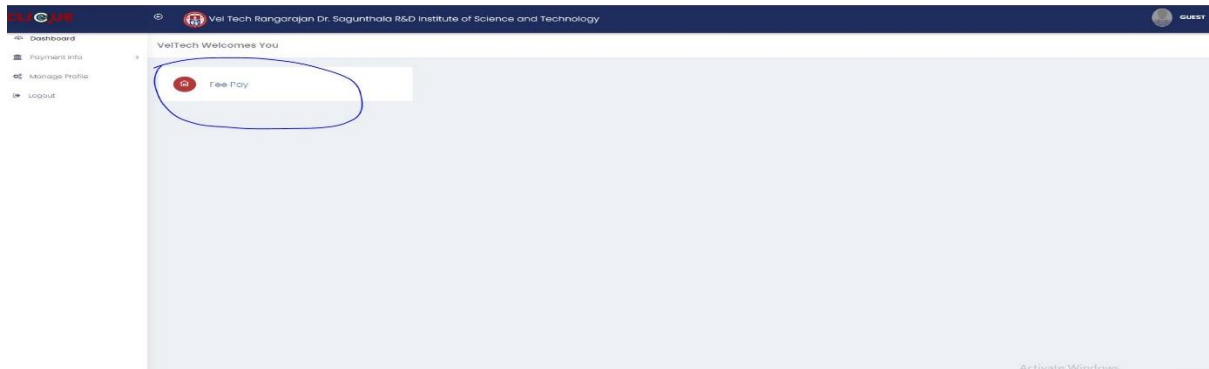 Vel Tech Rangarajan Dr. Sagunthala R&D Institute of Science and Technology
GUEST
Dashboard
Payment Info
Manage Profile
Logout
VelTech Welcomes You
Fee Pay
Activate Windows